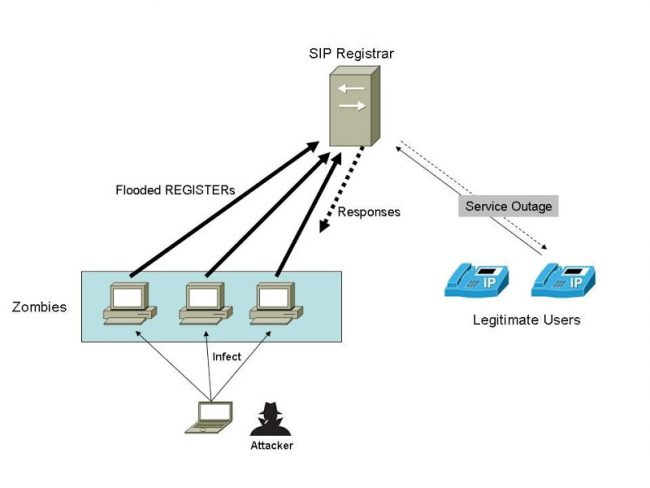 SIP Registrar
Flooded REGISTERs
Responses
Service Outage
IP
IP
Zombies
Legitimate Users
Infect
Attacker